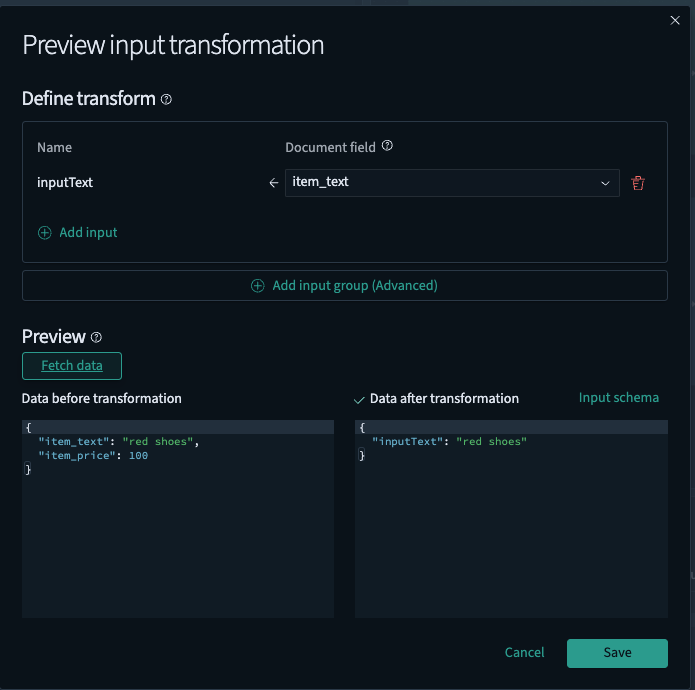 Preview input transformation
Define transform
Name Document field
inputText item_text
Add input
Add input group (Advanced)
Preview
Fetch data
Data before transformation
{
"item_text": "red shoes",
"item_price": 100
}
Data after transformation Input schema
{
"inputText": "red shoes"
}
Cancel Save